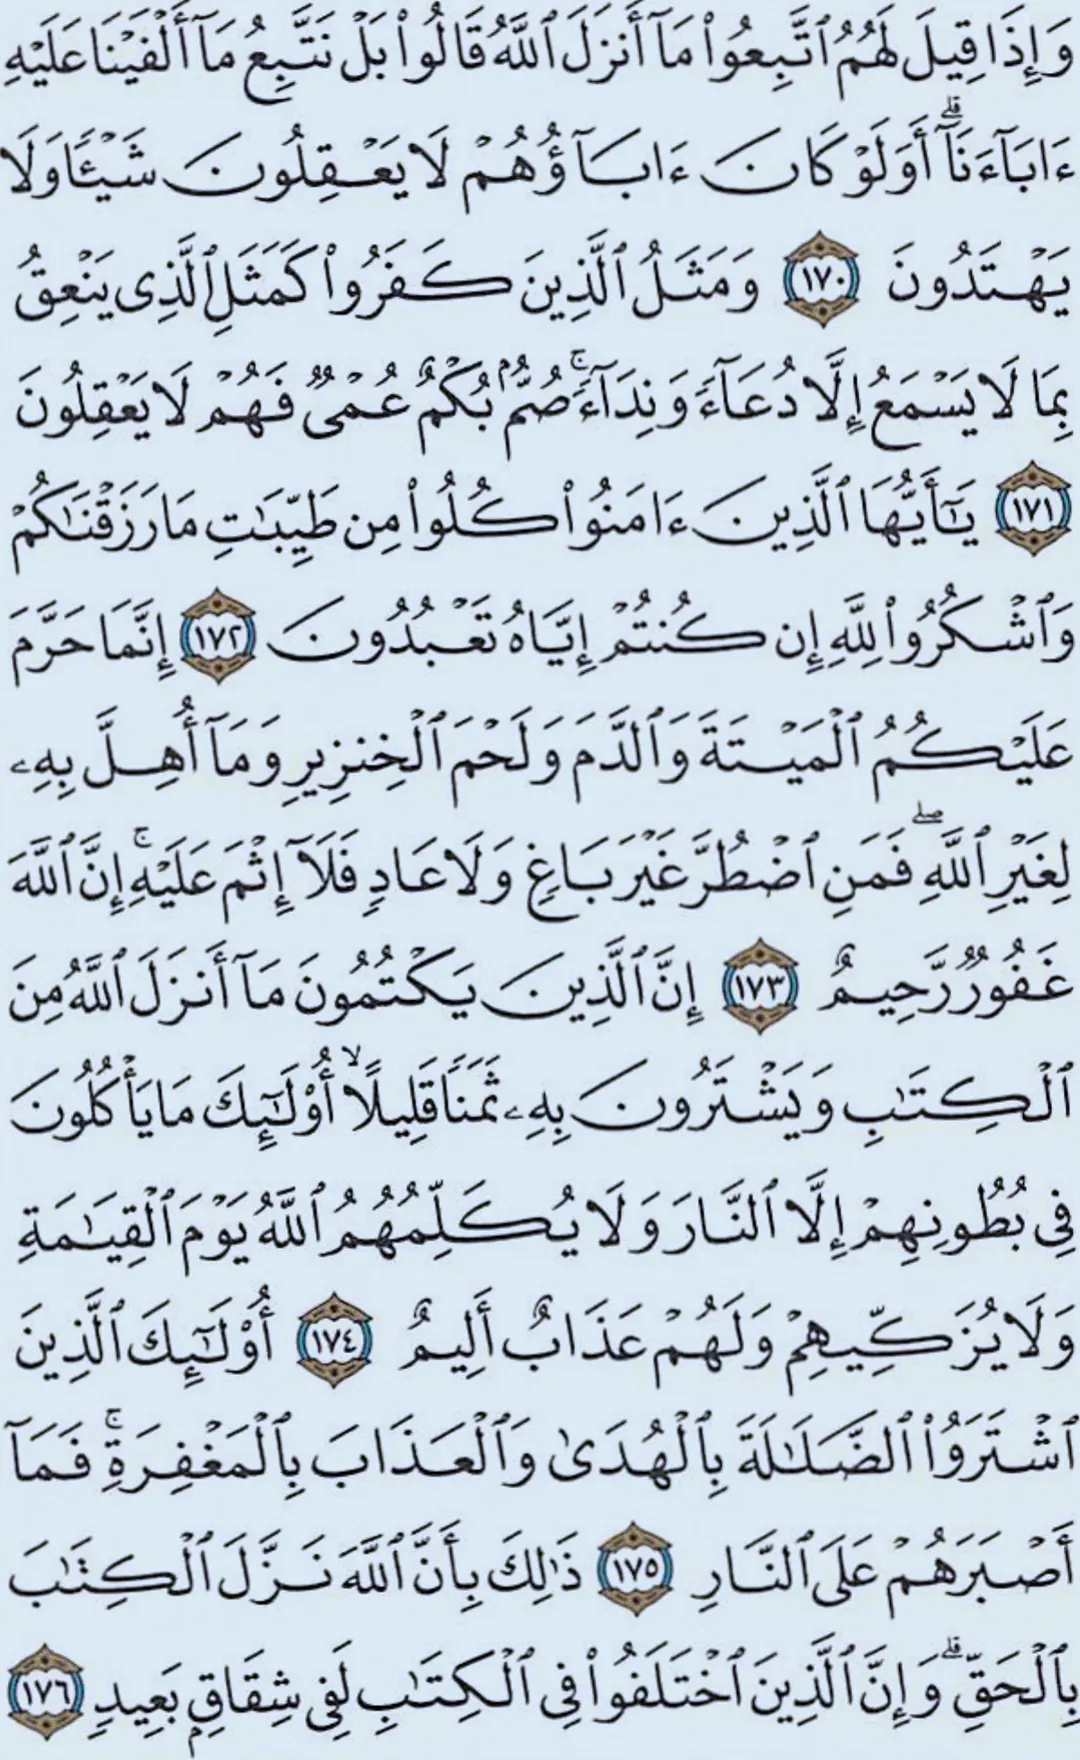 وَإِذَا قِيلَ لَهُمُ ٱتَّبِعُوا۟ مَآ أَنزَلَ ٱللَّهُ قَالُوا۟ بَلْ نَتَّبِعُ مَآ أَلْفَيْنَا عَلَيْهِ
ءَابَآءَنَآ ۗ أَوَلَوْ كَانَ ءَابَآؤُهُمْ لَا يَعْقِلُونَ شَيْـًٔا وَلَا
يَهْتَدُونَ ١٧٠ وَمَثَلُ ٱلَّذِينَ كَفَرُوا۟ كَمَثَلِ ٱلَّذِى يَنْعِقُ
بِمَا لَا يَسْمَعُ إِلَّا دُعَآءً وَنِدَآءً ۚ صُمٌّۢ بُكْمٌ عُمْىٌ فَهُمْ لَا يَعْقِلُونَ
١٧١ يَـٰٓأَيُّهَا ٱلَّذِينَ ءَامَنُوا۟ كُلُوا۟ مِن طَيِّبَـٰتِ مَا رَزَقْنَـٰكُمْ
وَٱشْكُرُوا۟ لِلَّهِ إِن كُنتُمْ إِيَّاهُ تَعْبُدُونَ ١٧٢ إِنَّمَا حَرَّمَ
عَلَيْكُمُ ٱلْمَيْتَةَ وَٱلدَّمَ وَلَحْمَ ٱلْخِنزِيرِ وَمَآ أُهِلَّ بِهِۦ
لِغَيْرِ ٱللَّهِ ۖ فَمَنِ ٱضْطُرَّ غَيْرَ بَاغٍ وَلَا عَادٍ فَلَآ إِثْمَ عَلَيْهِ ۚ إِنَّ ٱللَّهَ
غَفُورٌ رَّحِيمٌ ١٧٣ إِنَّ ٱلَّذِينَ يَكْتُمُونَ مَآ أَنزَلَ ٱللَّهُ مِنَ
ٱلْكِتَـٰبِ وَيَشْتَرُونَ بِهِۦ ثَمَنًا قَلِيلًا ۙ أُو۟لَـٰٓئِكَ مَا يَأْكُلُونَ
فِى بُطُونِهِمْ إِلَّا ٱلنَّارَ وَلَا يُكَلِّمُهُمُ ٱللَّهُ يَوْمَ ٱلْقِيَـٰمَةِ
وَلَا يُزَكِّيهِمْ وَلَهُمْ عَذَابٌ أَلِيمٌ ١٧٤ أُو۟لَـٰٓئِكَ ٱلَّذِينَ
ٱشْتَرَوُا۟ ٱلضَّلَـٰلَةَ بِٱلْهُدَىٰ وَٱلْعَذَابَ بِٱلْمَغْفِرَةِ ۚ فَمَآ
أَصْبَرَهُمْ عَلَى ٱلنَّارِ ١٧٥ ذَٰلِكَ بِأَنَّ ٱللَّهَ نَزَّلَ ٱلْكِتَـٰبَ
بِٱلْحَقِّ ۗ وَإِنَّ ٱلَّذِينَ ٱخْتَلَفُوا۟ فِى ٱلْكِتَـٰبِ لَفِى شِقَاقٍۭ بَعِيدٍ ١٧٦